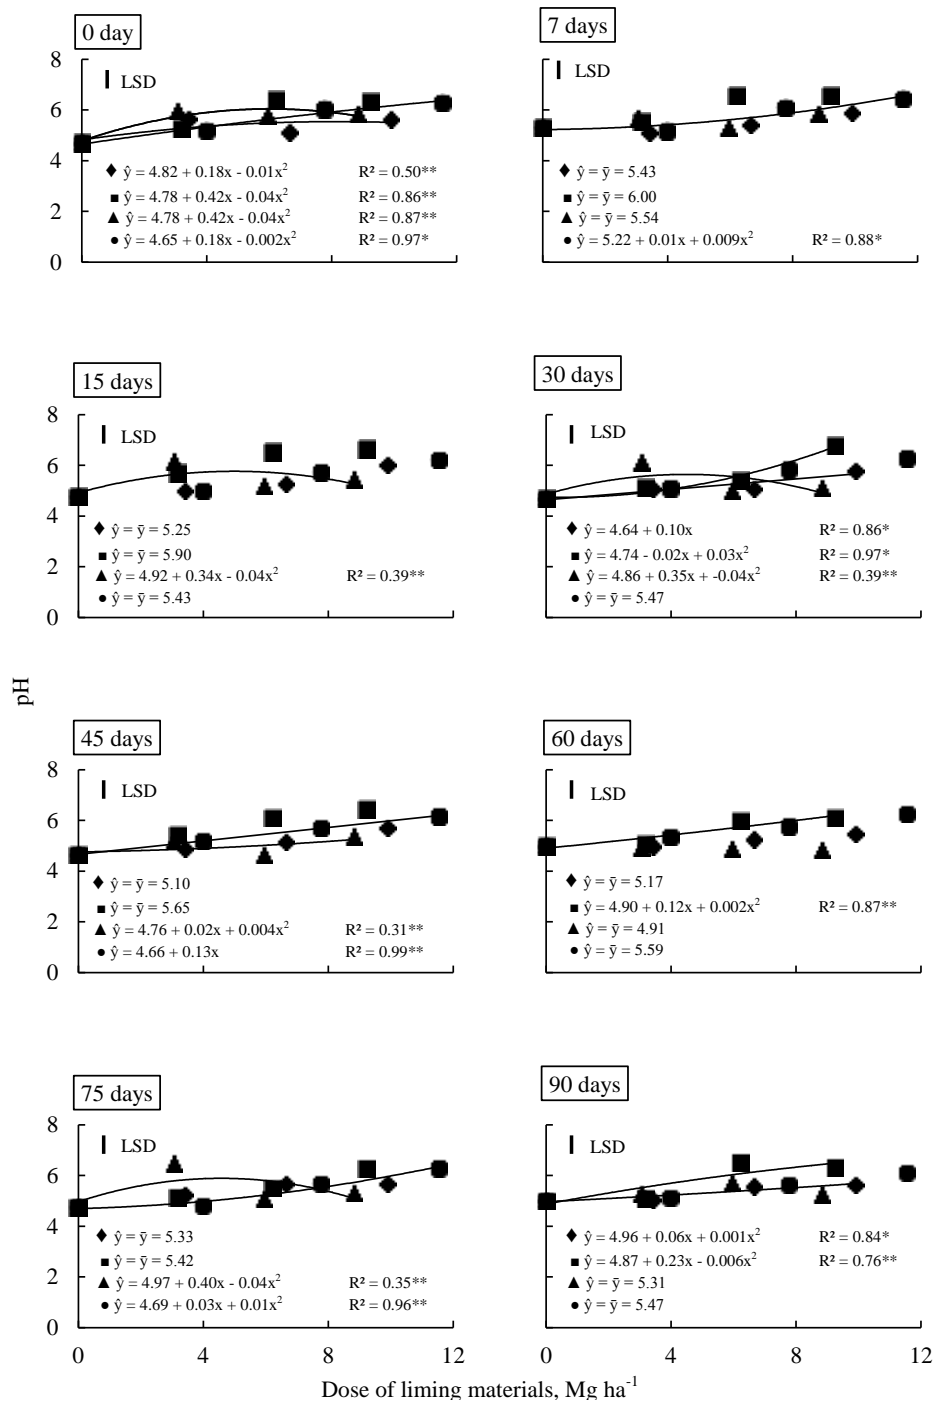 0 day
8
LSD
6
4
ŷ = 4.82 + 0.18x - 0.01x² R² = 0.50**
ŷ = 4.78 + 0.42x - 0.04x² R² = 0.86**
2
ŷ = 4.78 + 0.42x - 0.04x² R² = 0.87**
ŷ = 4.65 + 0.18x - 0.002x² R² = 0.97*
0
7 days
LSD
ŷ = ȳ = 5.43
ŷ = ȳ = 6.00
ŷ = ȳ = 5.54
ŷ = 5.22 + 0.01x + 0.009x² R² = 0.88*
15 days
8
LSD
6
4
ŷ = ȳ = 5.25
ŷ = ȳ = 5.90
2
ŷ = 4.92 + 0.34x - 0.04x² R² = 0.39**
ŷ = ȳ = 5.43
0
30 days
LSD
ŷ = 4.64 + 0.10x R² = 0.86*
ŷ = 4.74 - 0.02x + 0.03x² R² = 0.97*
ŷ = 4.86 + 0.35x + -0.04x² R² = 0.39**
ŷ = ȳ = 5.47
pH
45 days
8
LSD
6
4
ŷ = ȳ = 5.10
ŷ = ȳ = 5.65
2
ŷ = 4.76 + 0.02x + 0.004x² R² = 0.31**
ŷ = 4.66 + 0.13x R² = 0.99**
0
60 days
LSD
ŷ = ȳ = 5.17
ŷ = 4.90 + 0.12x + 0.002x² R² = 0.87**
ŷ = ȳ = 4.91
ŷ = ȳ = 5.59
75 days
8
LSD
6
4
ŷ = ȳ = 5.33
ŷ = ȳ = 5.42
2
ŷ = 4.97 + 0.40x - 0.04x² R² = 0.35**
ŷ = 4.69 + 0.03x + 0.01x² R² = 0.96**
0
0 4 8 12
90 days
LSD
ŷ = 4.96 + 0.06x + 0.001x² R² = 0.84*
ŷ = 4.87 + 0.23x - 0.006x² R² = 0.76**
ŷ = ȳ = 5.31
ŷ = ȳ = 5.47
0 4 8 12
Dose of liming materials, Mg ha⁻¹